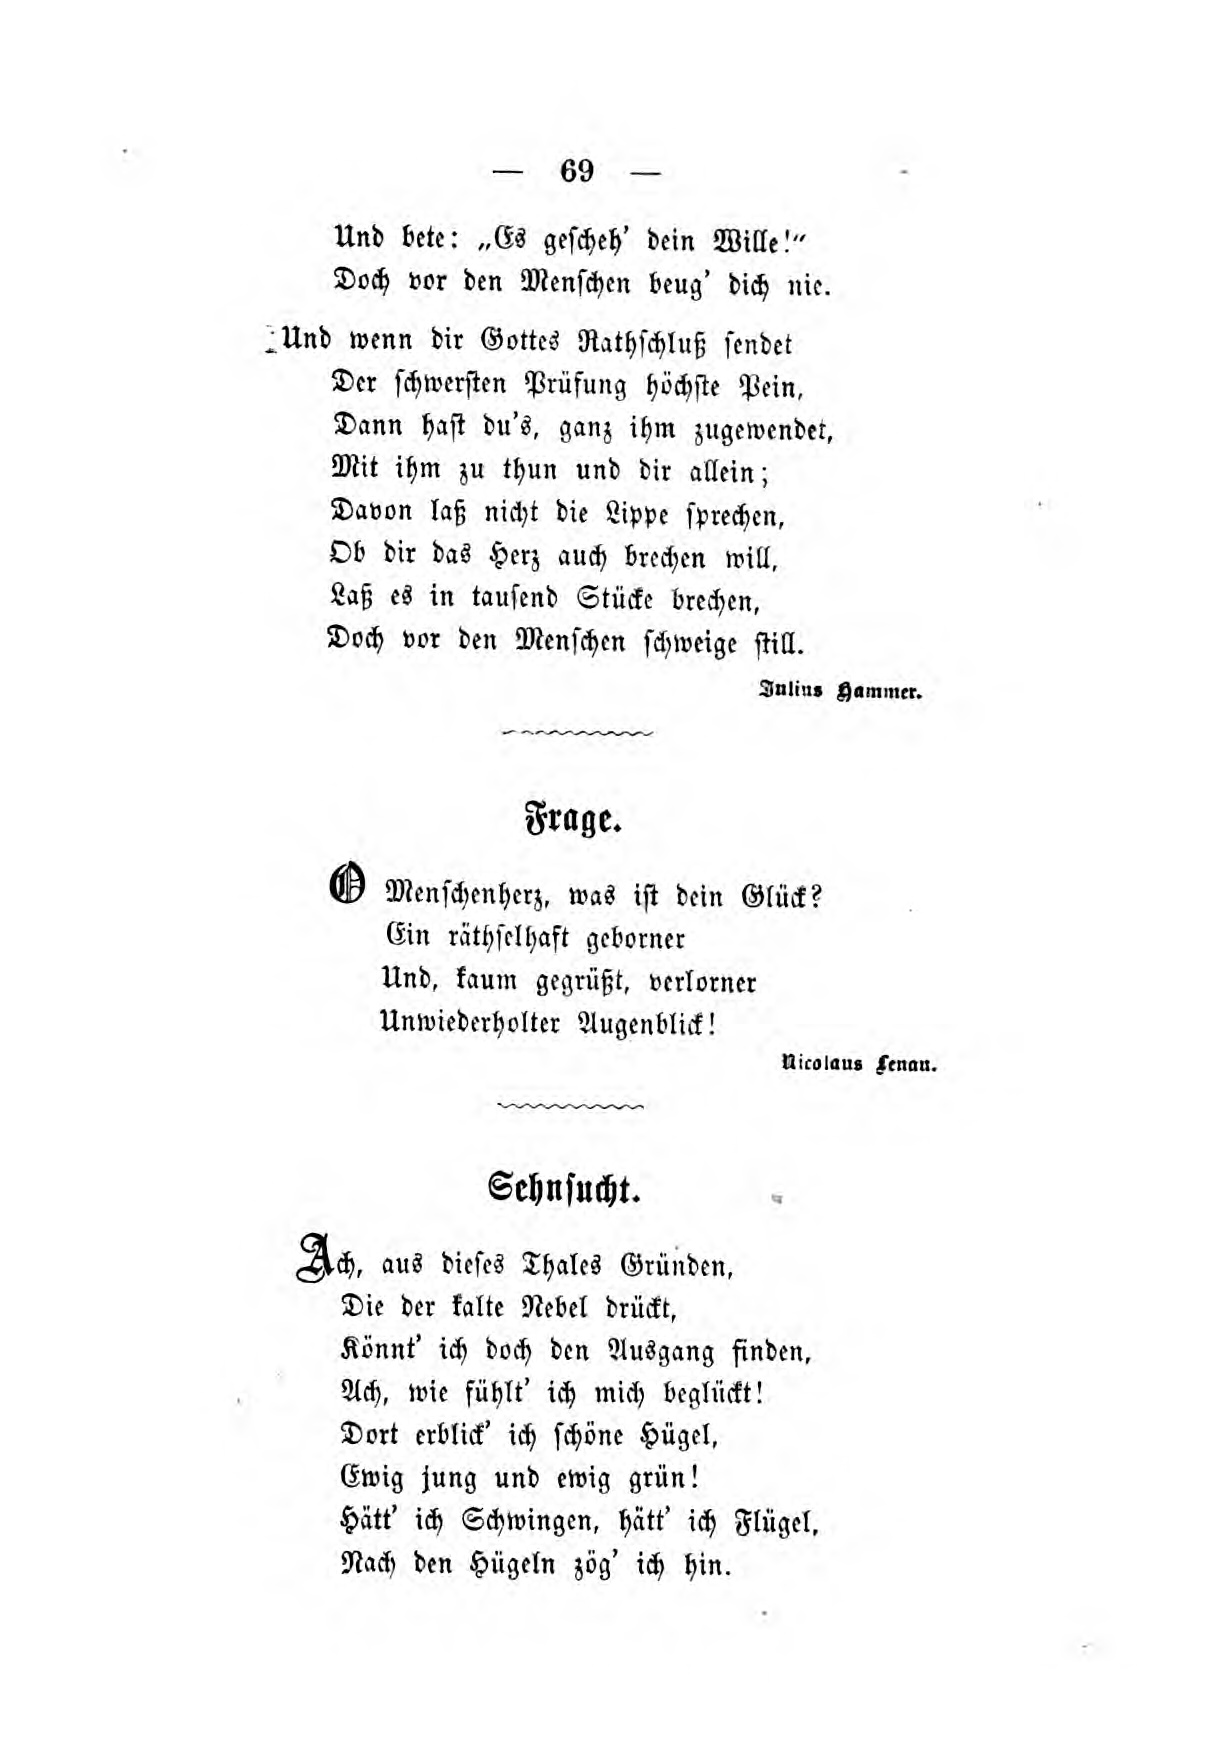 — 69 —
Und bete: „Es geſcheh’ dein Wille!“
Doch vor den Menſchen beug’ dich nie.
Und wenn dir Gottes Rathſchluß ſendet
Der ſchwerſten Prüfung höchſte Pein,
Dann haſt du’s, ganz ihm zugewendet,
Mit ihm zu thun und dir allein;
Davon laß nicht die Lippe ſprechen,
Ob dir das Herz auch brechen will,
Laß es in tauſend Stücke brechen,
Doch vor den Menſchen ſchweige ſtill.
Julius Hammer.
Frage.
O Menſchenherz, was iſt dein Glück?
Ein räthſelhaft geborner
Und, kaum gegrüßt, verlorner
Unwiederholter Augenblick!
Nicolaus Lenau.
Sehnſucht.
Ach, aus dieſes Thales Gründen,
Die der kalte Nebel drückt,
Könnt’ ich doch den Ausgang finden,
Ach, wie fühlt’ ich mich beglückt!
Dort erblick’ ich ſchöne Hügel,
Ewig jung und ewig grün!
Hätt’ ich Schwingen, hätt’ ich Flügel,
Nach den Hügeln zög’ ich hin.